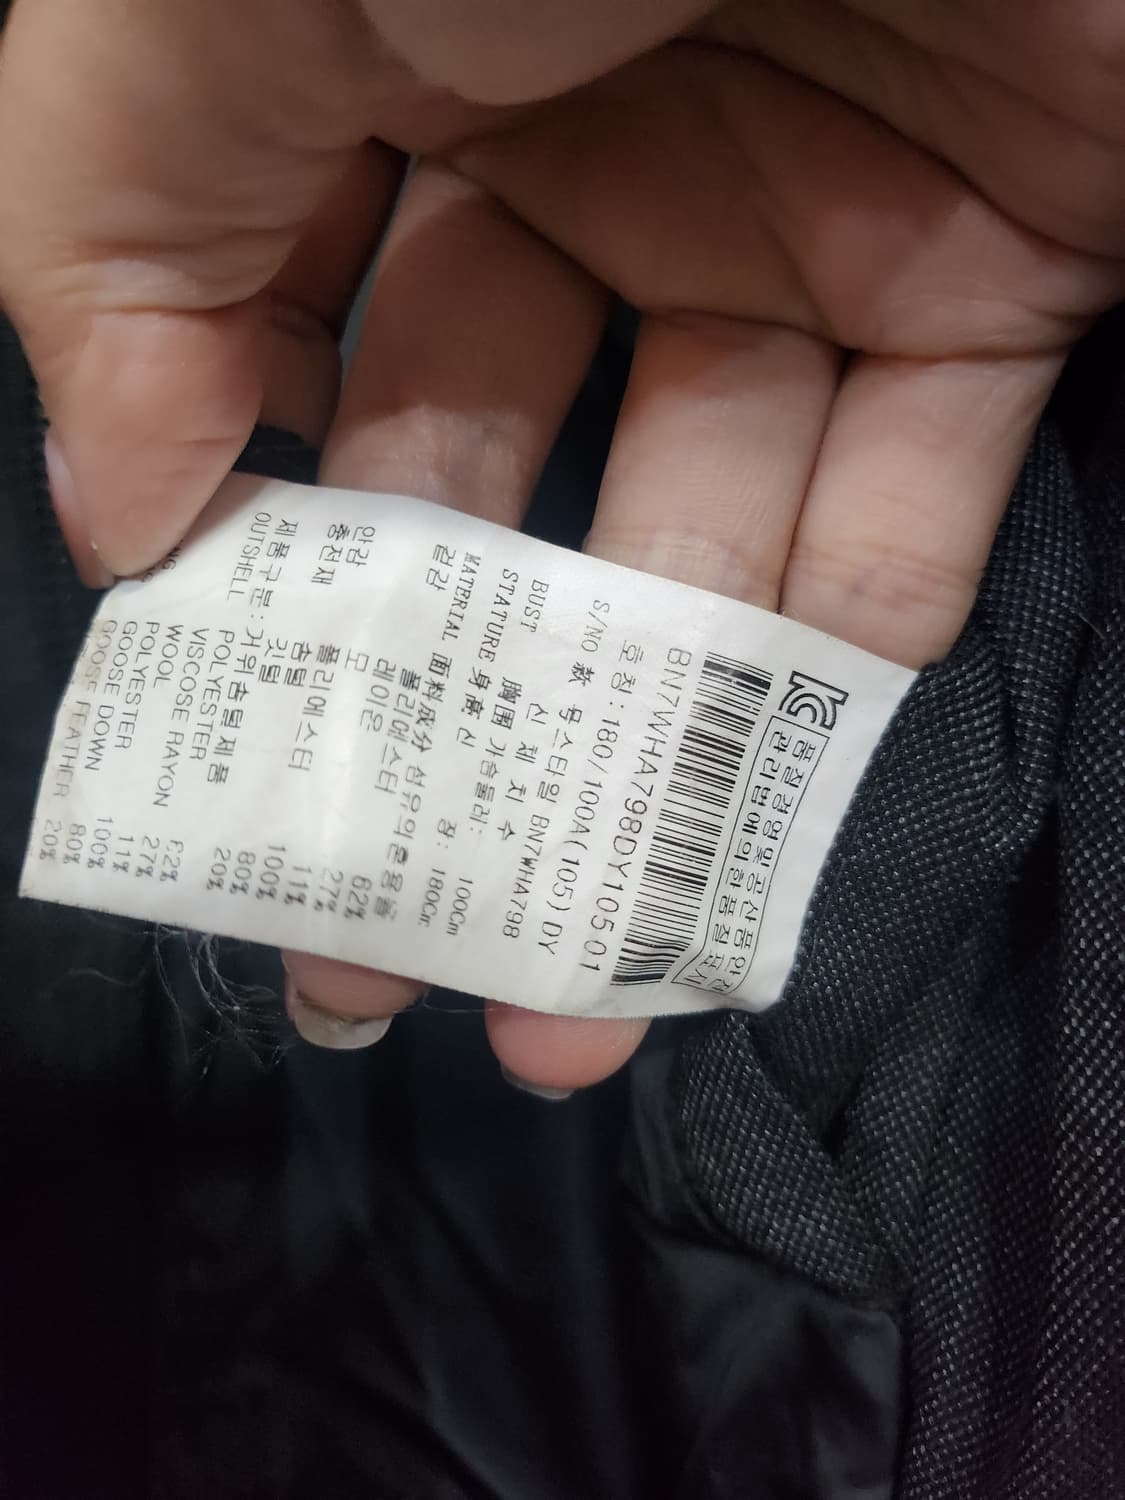 품질경영및공산품안전
관리법에의한품질표시
BN7WHA798DY10501
호칭:180/100A(105)DY
S/NO 款 号스타일 BN7WHA798
신 체 치 수
BUST 胸围 가슴둘레: 100Cm
STATURE 身高 신 장: 180Cm
MATERIAL 面料成分 섬유의혼용율
겉감 폴리에스터 62%
레이온 27%
모 11%
안감 폴리에스터 100%
충전재 솜털 80%
깃털 20%
제품구분:거위솜털제품
OUTSHELL POLYESTER 62%
VISCOSE RAYON 27%
WOOL 11%
POLYESTER 100%
GOOSE DOWN 80%
GOOSE FEATHER 20%